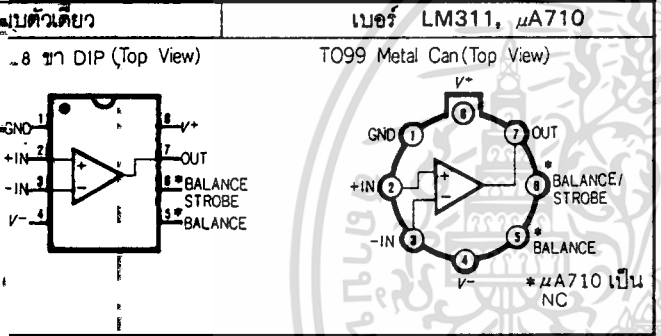 แบบตัวเดี่ยว
เบอร์ LM311, μA710
8 ขา DIP (Top View)
TO99 Metal Can (Top View)
1
GND
2
+IN
3
-IN
4
V-
8
V+
7
OUT
6
*BALANCE
STROBE
5
*BALANCE
+
-
V+
8
GND
1
7
OUT
+IN
2
6
*
BALANCE/
STROBE
-IN
3
5
*
BALANCE
4
V-
+
-
*μA710 เป็น
NC